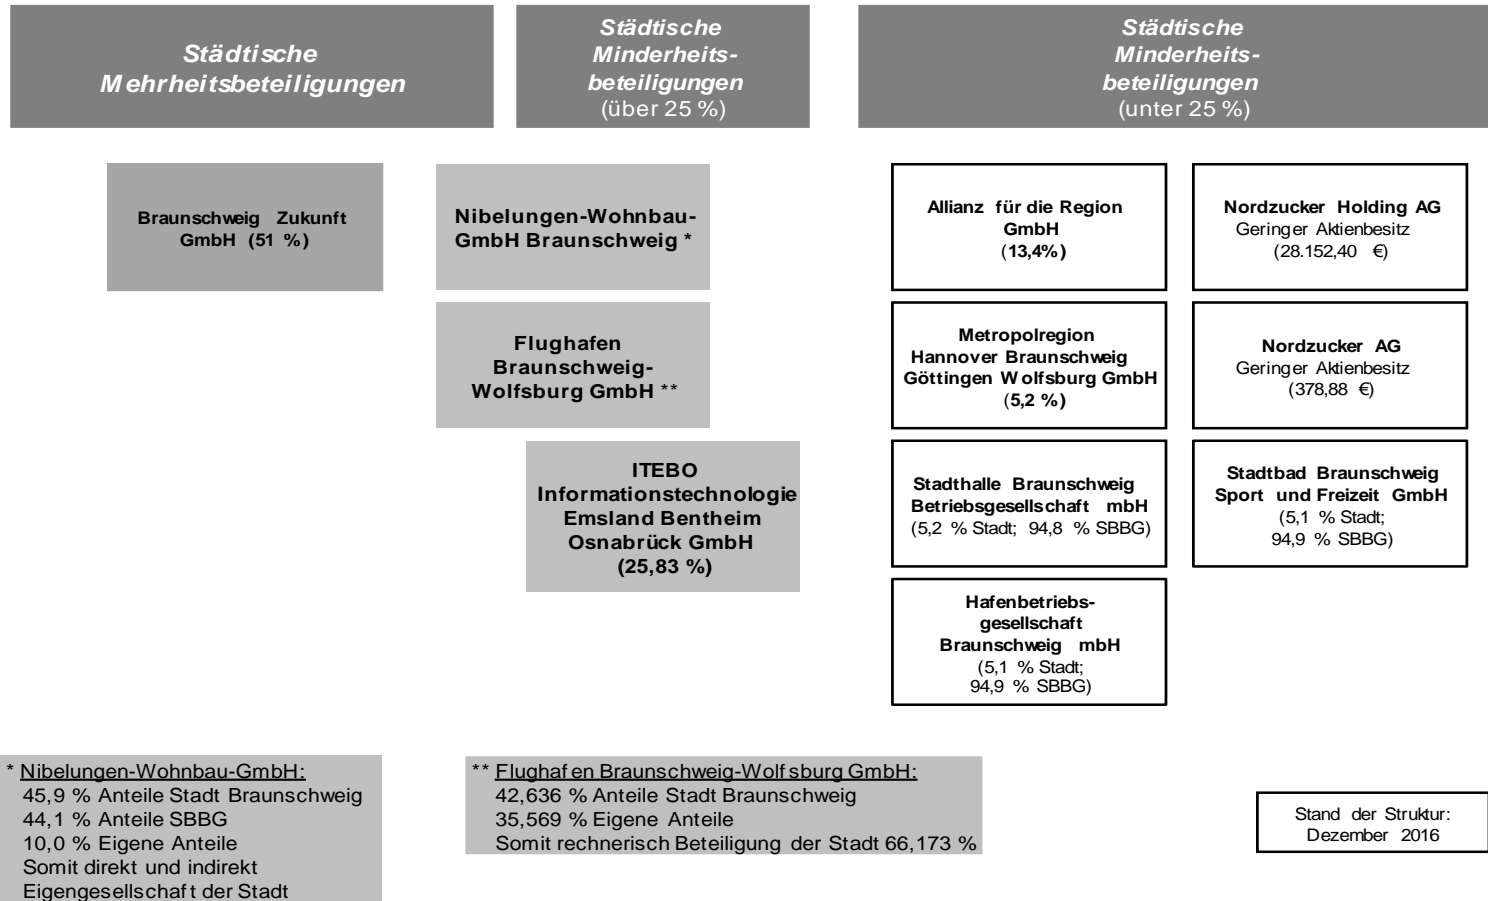 Städtische
Mehrheitsbeteiligungen
Städtische
Minderheits-
beteiligungen
(über 25 %)
Städtische
Minderheits-
beteiligungen
(unter 25 %)
Braunschweig Zukunft
GmbH (51 %)
Nibelungen-Wohnbau-
GmbH Braunschweig *
Flughafen
Braunschweig-
Wolfsburg GmbH **
ITEBO
Informationstechnologie
Emsland Bentheim
Osnabrück GmbH
(25,83 %)
Allianz für die Region
GmbH
(13,4%)
Metropolregion
Hannover Braunschweig
Göttingen Wolfsburg GmbH
(5,2 %)
Stadthalle Braunschweig
Betriebsgesellschaft mbH
(5,2 % Stadt; 94,8 % SBBG)
Hafenbetriebs-
gesellschaft
Braunschweig mbH
(5,1 % Stadt;
94,9 % SBBG)
Nordzucker Holding AG
Geringer Aktienbesitz
(28.152,40 €)
Nordzucker AG
Geringer Aktienbesitz
(378,88 €)
Stadtbad Braunschweig
Sport und Freizeit GmbH
(5,1 % Stadt;
94,9 % SBBG)
* Nibelungen-Wohnbau-GmbH:
45,9 % Anteile Stadt Braunschweig
44,1 % Anteile SBBG
10,0 % Eigene Anteile
Somit direkt und indirekt
Eigengesellschaft der Stadt
** Flughafen Braunschweig-Wolfsburg GmbH:
42,636 % Anteile Stadt Braunschweig
35,569 % Eigene Anteile
Somit rechnerisch Beteiligung der Stadt 66,173 %
Stand der Struktur:
Dezember 2016